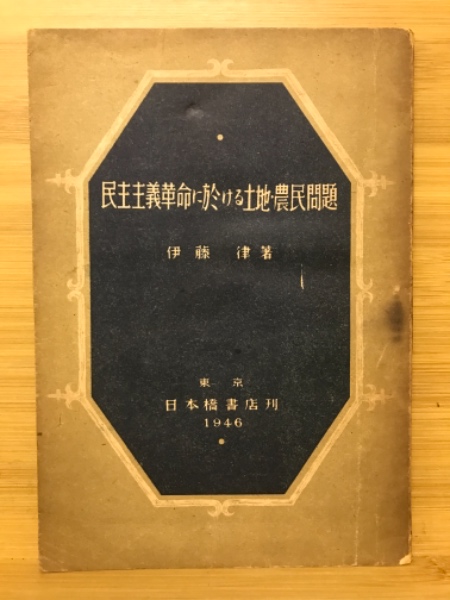 民主主義革命に於ける土地・農民問題
伊藤律著
東京
日本橋書店刊
1946